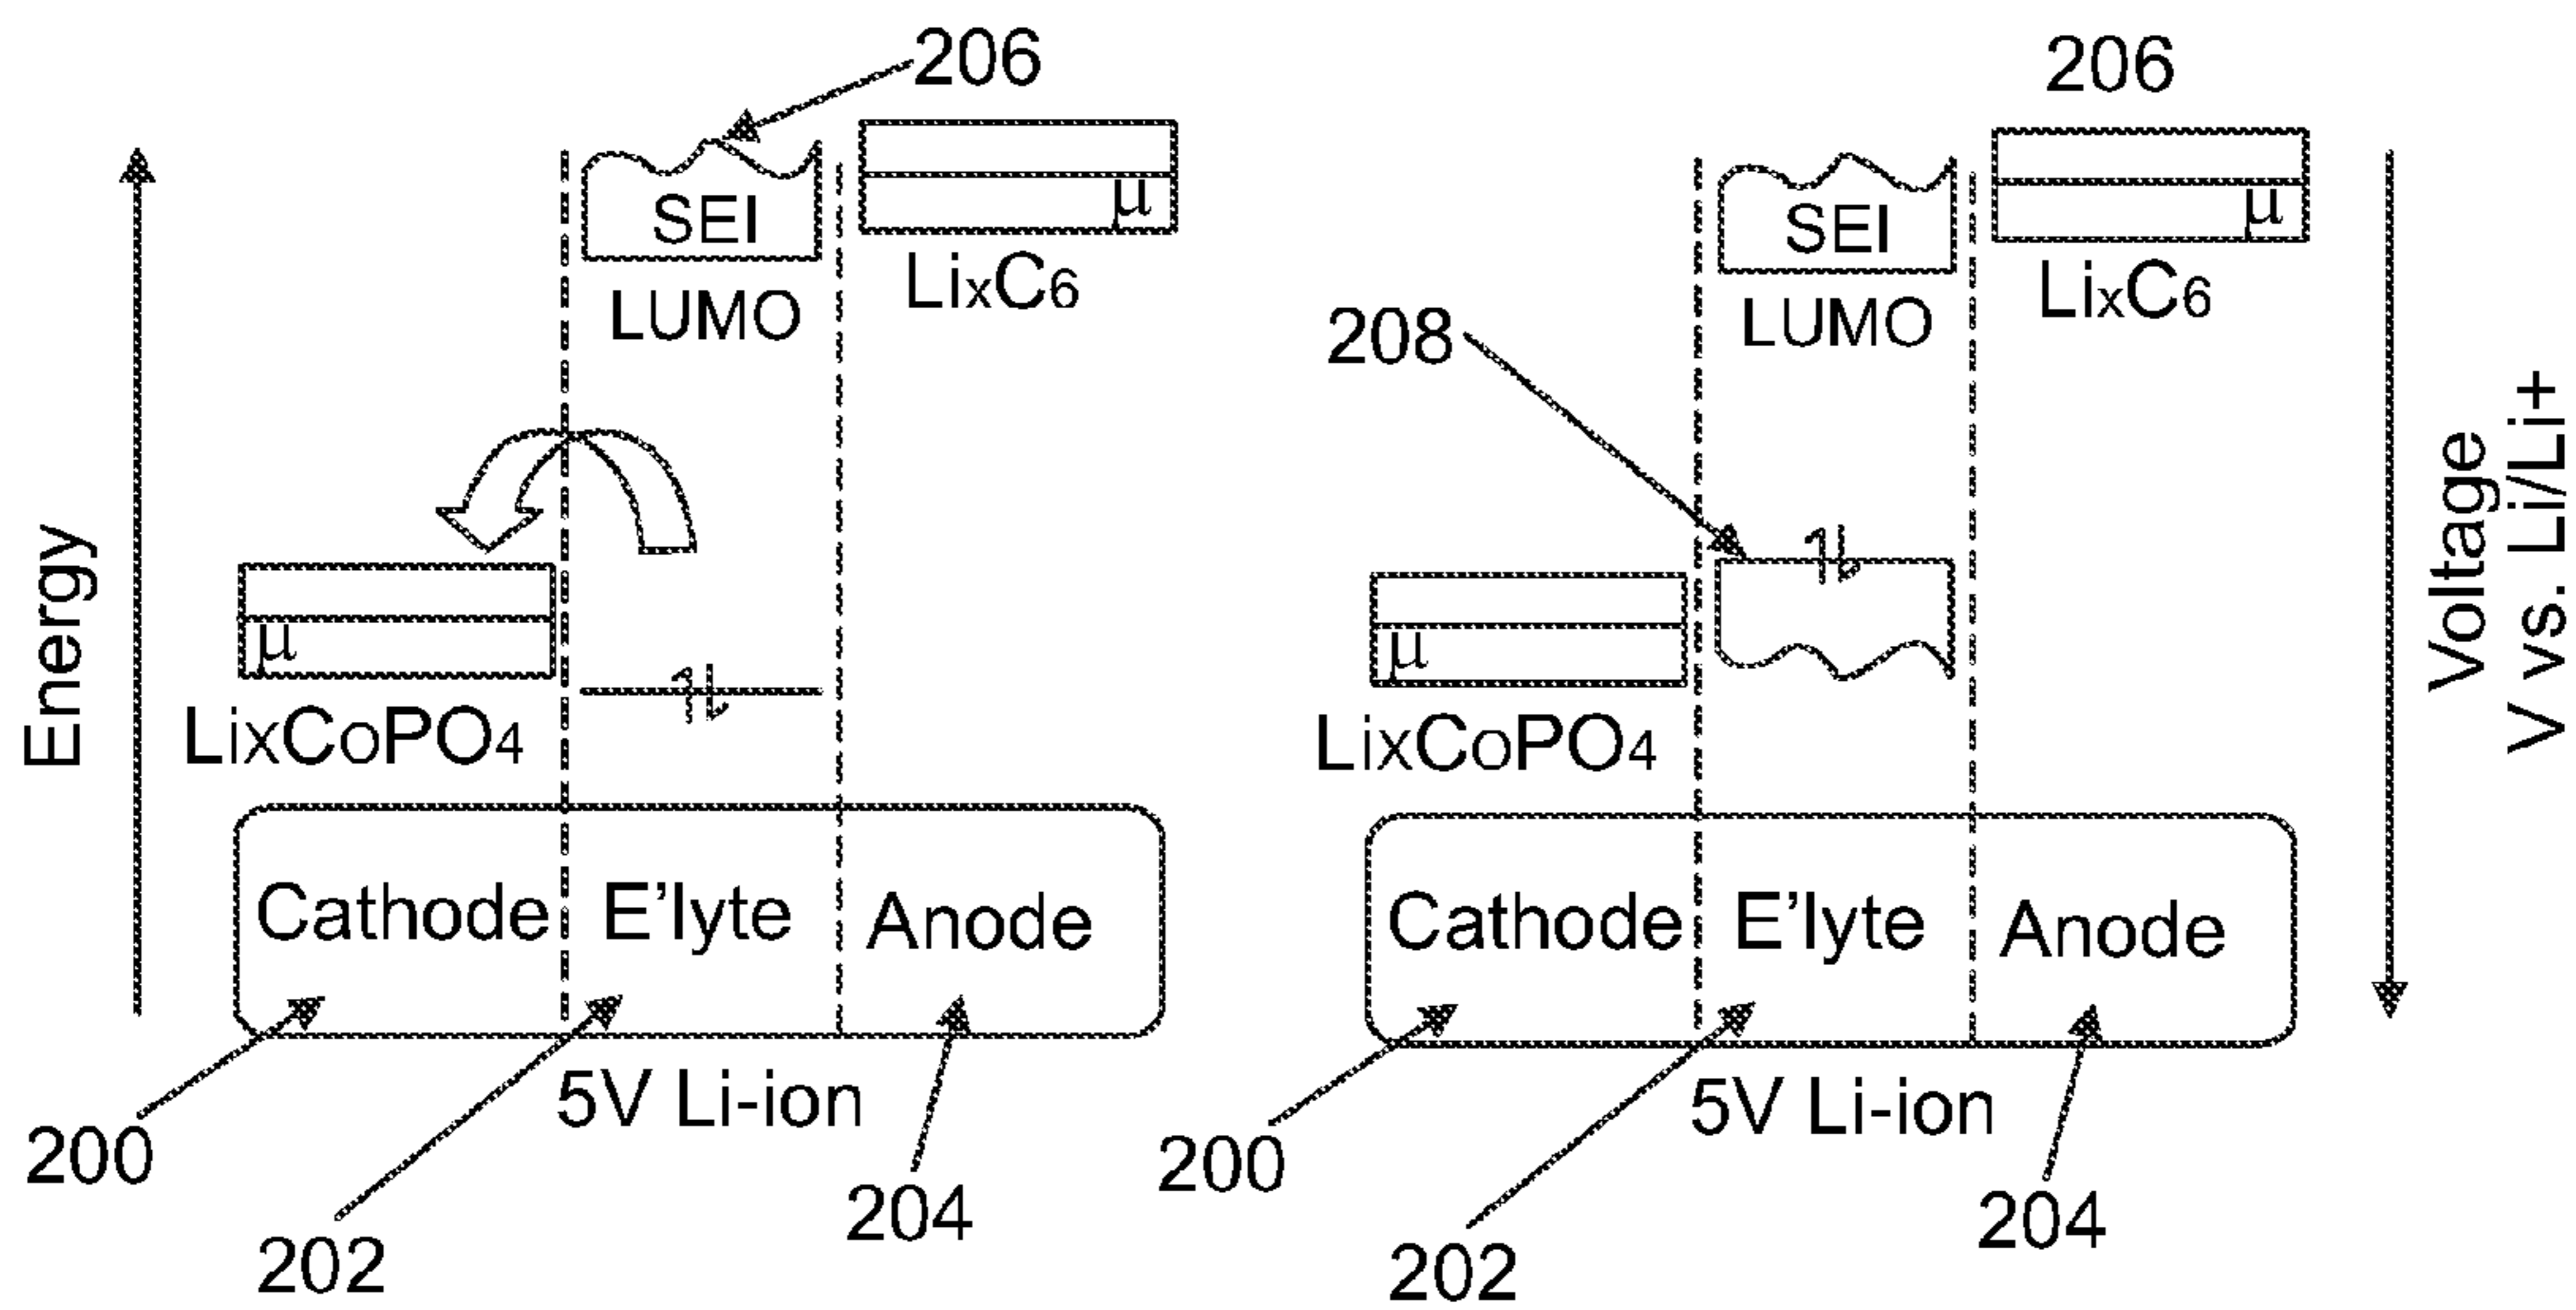 206
SEI
µ
LUMO
LixC6
Energy
µ
LixCoPO4
Cathode
E'lyte
Anode
5V Li-ion
200
202
204
206
SEI
µ
LUMO
LixC6
208
µ
LixCoPO4
Cathode
E'lyte
Anode
5V Li-ion
200
202
204
Voltage
V vs. Li/Li+